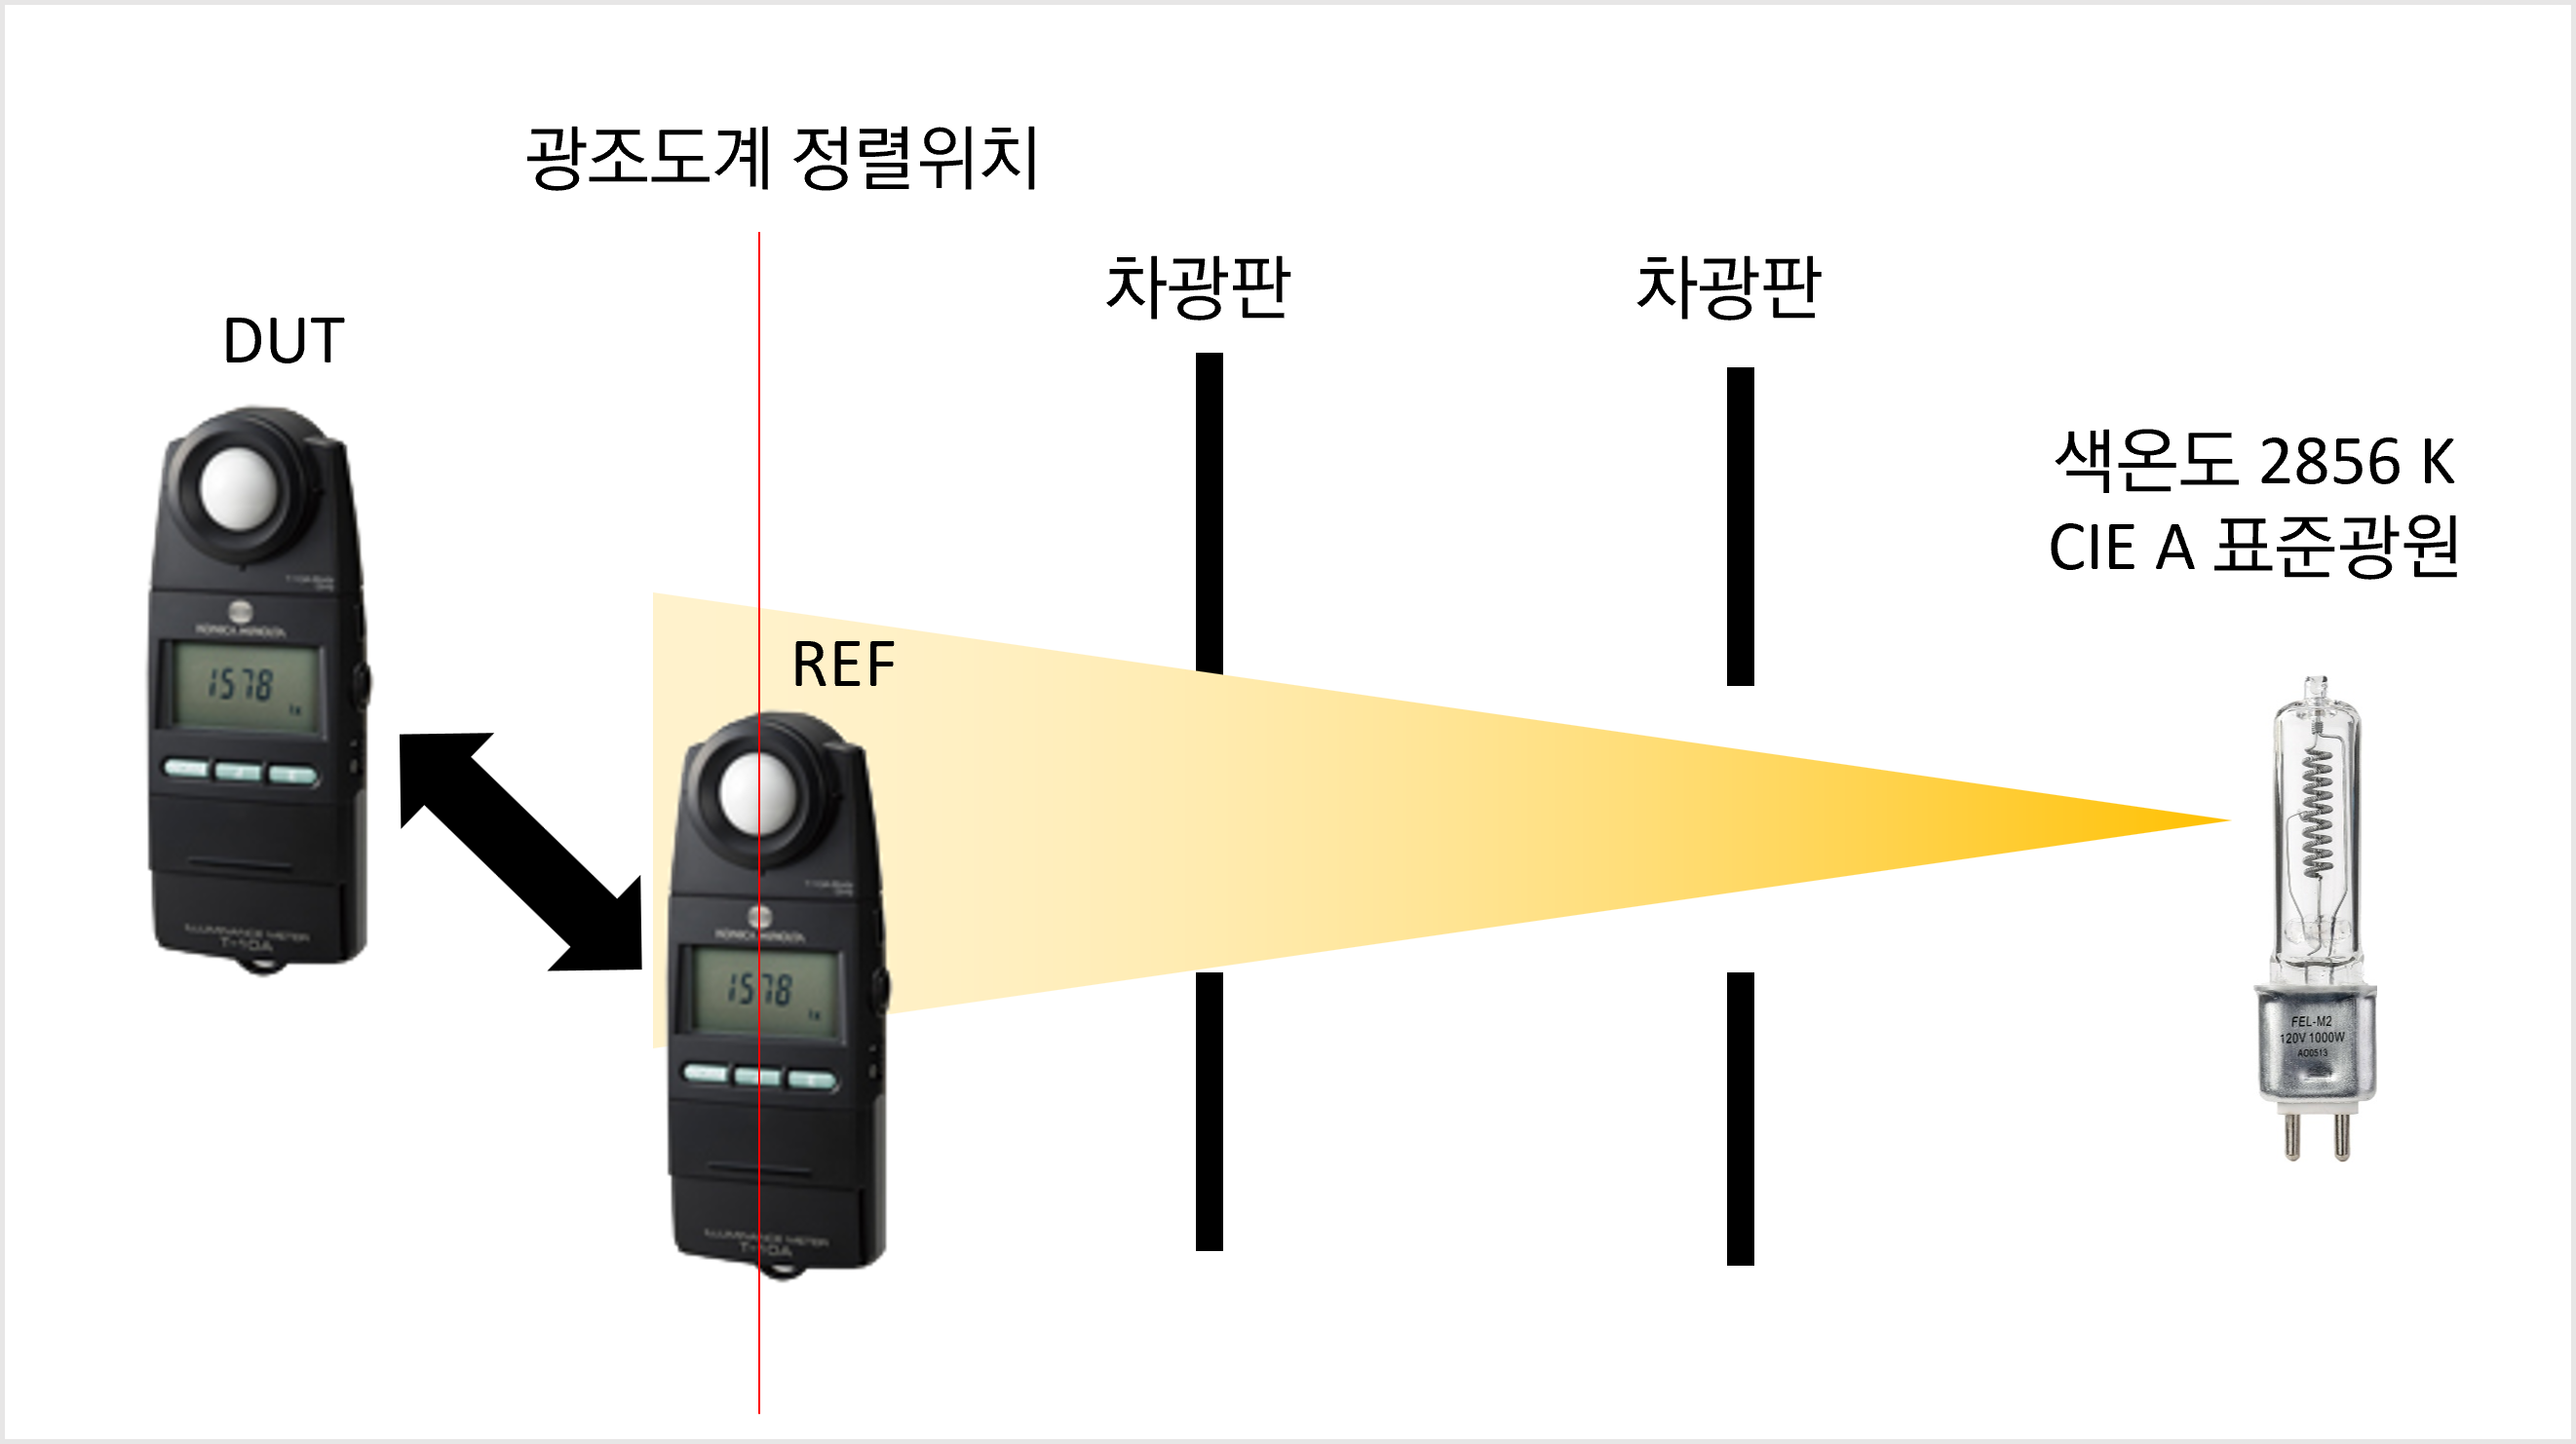 광조도계 정렬위치
차광판
차광판
DUT
색온도 2856 K
CIE A 표준광원
REF
1578
lx
KONICA MINOLTA
ILLUMINANCE METER
T-10A
KONICA MINOLTA
1578
lx
ILLUMINANCE METER
T-10A
FEL-M2
120V 1000W
AO0513